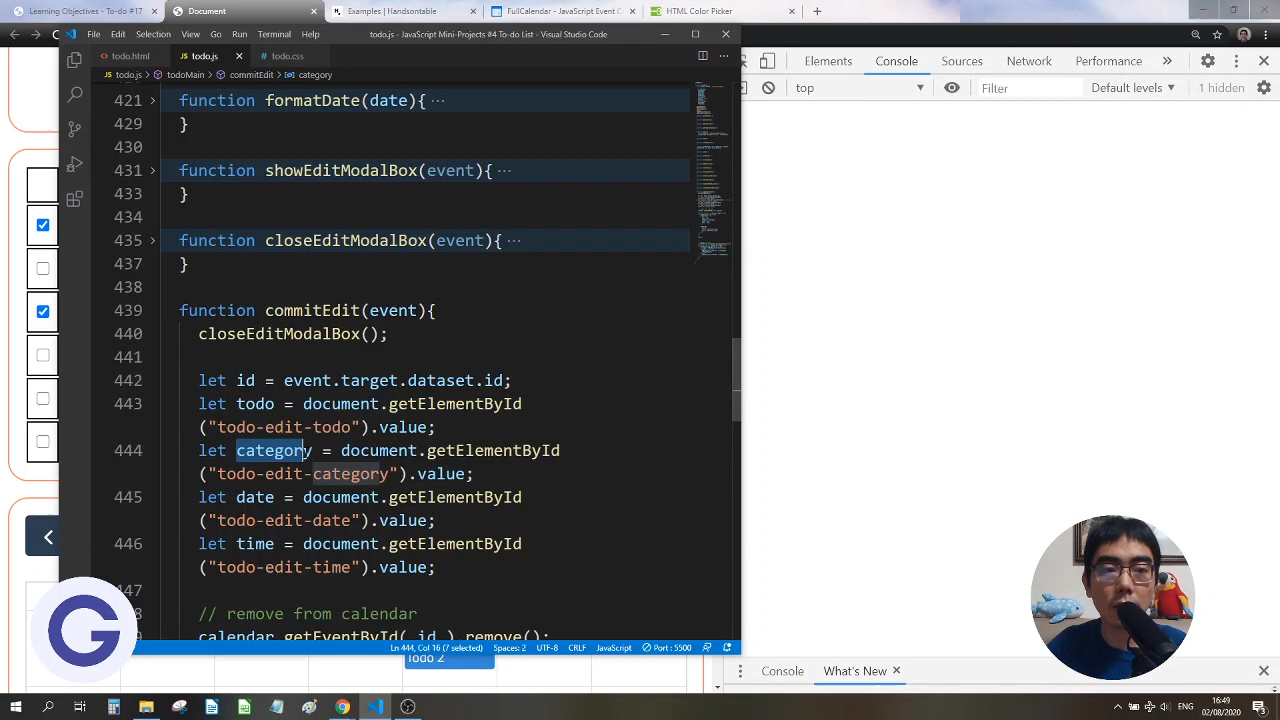 Learning Objectives - To-do #17
Document
Examples | Handsontable
FullCalendar - JavaScript Event C
HTML Color Picker
File Edit Selection View Go Run Terminal Help
todo.js - JavaScript Mini-Projects #4 To-do List - Visual Studio Code
todo.html
JS todo.js
todo.css
JS todo.js > todoMain > commitEdit > category
Elements Console Sources Performance
top
Filter
Default levels
1 hidden
421 function formatDate(date){ ...
429
430
431 EditModalBox(event){ ...
433
434
435 function closeEditModalBox(event){ ...
437
438
439 function commitEdit(event){
440 closeEditModalBox();
441
442 let id = event.target.dataset.id;
443 let todo = document.getElementById
("todo-edit-todo").value;
444 let category = document.getElementById
("todo-edit-category").value;
445 let date = document.getElementById
("todo-edit-date").value;
446 let time = document.getElementById
("todo-edit-time").value;
447
// remove from calendar
calendar.getEventById( id ).remove();
Ln 444, Col 16 (7 selected) Spaces: 2 UTF-8 CRLF JavaScript Port : 5500
Todo 2
Console What's New
G
ENG
16:49
02/08/2020